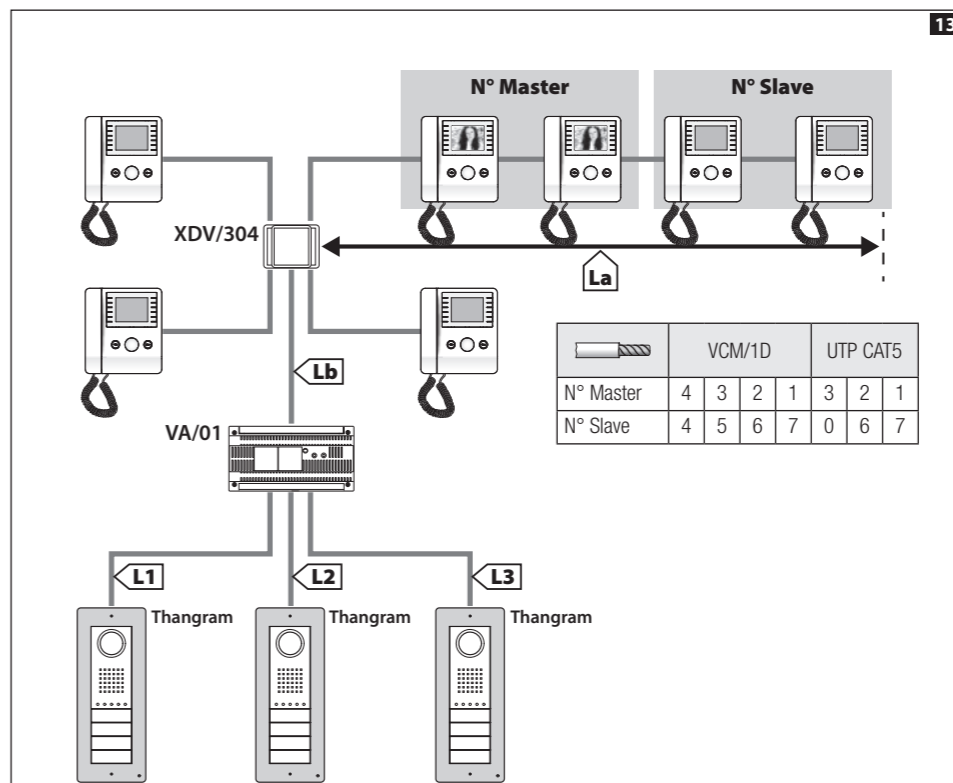 13
N° Master N° Slave
XDV/304
La
Lb
VCM/1D UTP CAT5
N° Master 4 3 2 1 3 2 1
N° Slave 4 5 6 7 0 6 7
VA/01
L1 L2 L3
Thangram Thangram Thangram